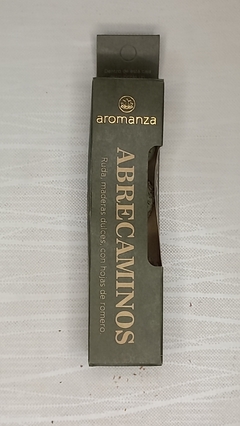 aromanza
ABRECAMINOS
Ruda, maderas dulces, con hojas de romero.